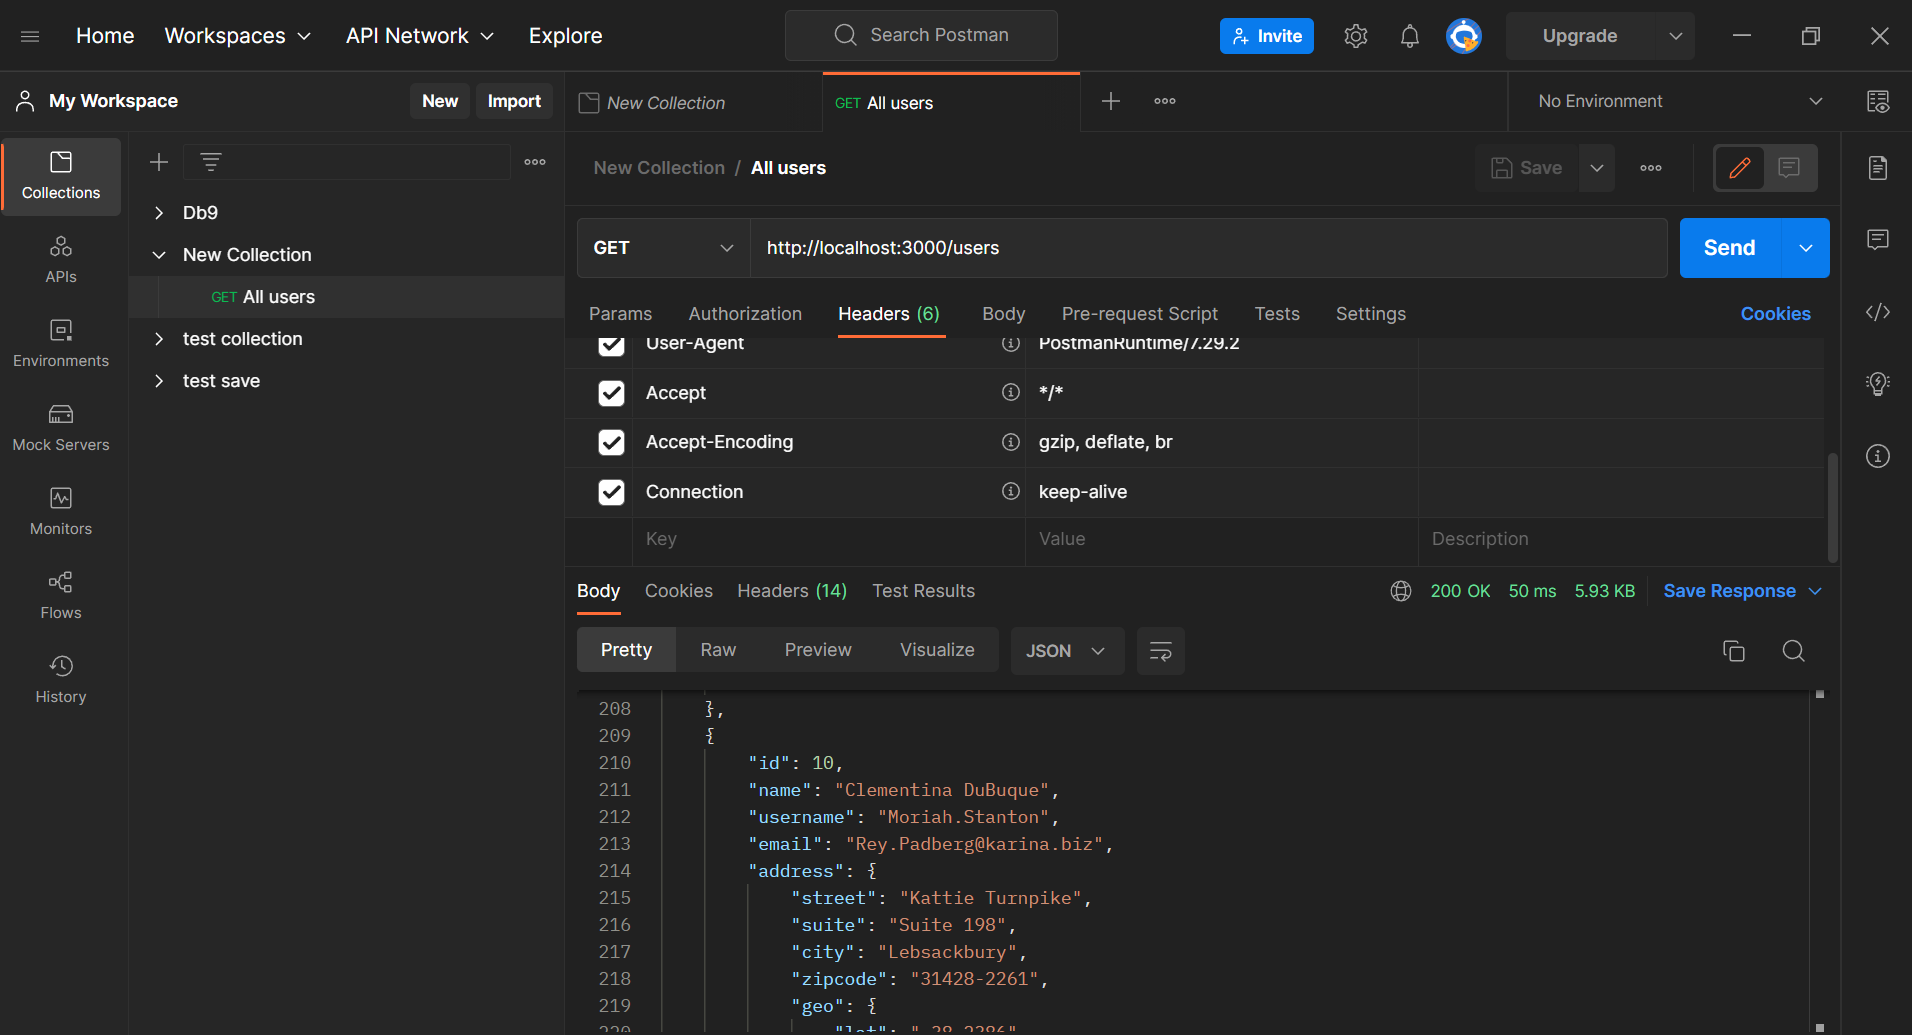 Home Workspaces API Network Explore Search Postman Invite Upgrade
My Workspace New Import New Collection GET All users No Environment
Collections
APIs
Environments
Mock Servers
Monitors
Flows
History
Db9
New Collection
GET All users
test collection
test save
New Collection / All users Save
GET http://localhost:3000/users Send
Params Authorization Headers (6) Body Pre-request Script Tests Settings Cookies
User-Agent PostmanRuntime/7.29.2
Accept */*
Accept-Encoding gzip, deflate, br
Connection keep-alive
Key Value Description
Body Cookies Headers (14) Test Results 200 OK 50 ms 5.93 KB Save Response
Pretty Raw Preview Visualize JSON
208 },
209 {
210 "id": 10,
211 "name": "Clementina DuBuque",
212 "username": "Moriah.Stanton",
213 "email": "Rey.Padberg@karina.biz",
214 "address": {
215 "street": "Kattie Turnpike",
216 "suite": "Suite 198",
217 "city": "Lebsackbury",
218 "zipcode": "31428-2261",
219 "geo": {
220 "lat": "-38.2386"